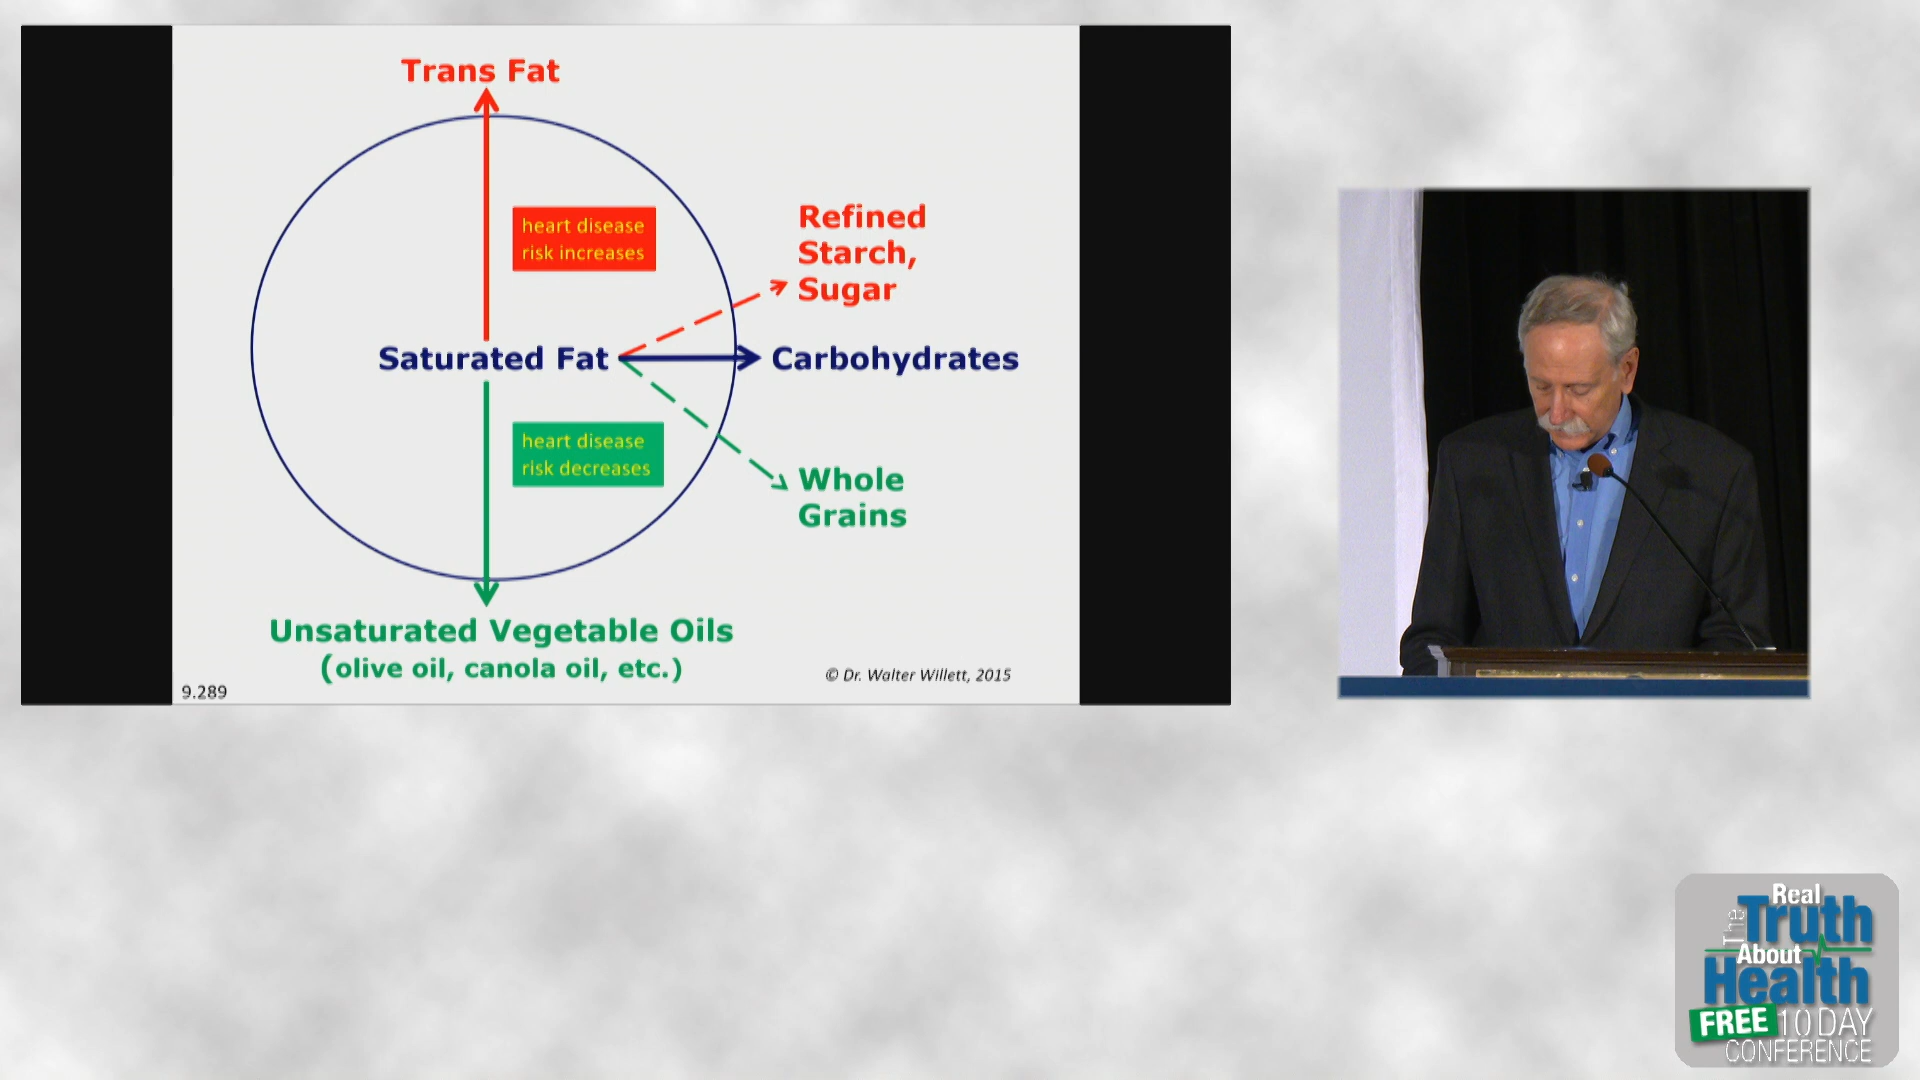 Trans Fat
heart disease
risk increases
Refined
Starch,
Sugar
Saturated Fat
Carbohydrates
heart disease
risk decreases
Whole
Grains
Unsaturated Vegetable Oils
(olive oil, canola oil, etc.)
© Dr. Walter Willett, 2015
9.289
The Real
Truth
About
Health
FREE 10 DAY
CONFERENCE